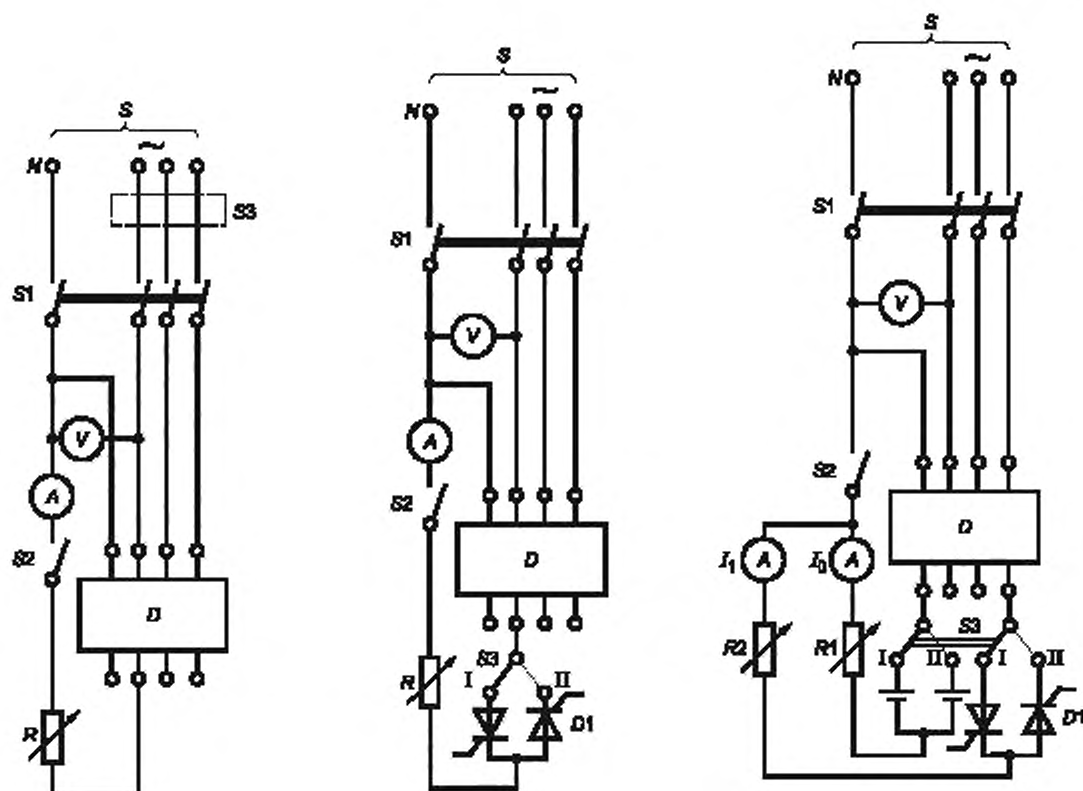 S
N ~
S3
S1
V
A
S2
D
R
S
N ~
S1
V
A
S2
D
S3
I II
R
D1
S
N ~
S1
V
S2
D
I₁ A I₀ A
S3
R2 R1 I II I II
D1